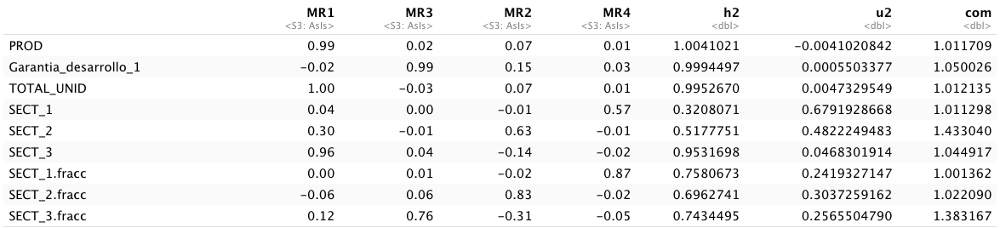 MR1 MR3 MR2 MR4 h2 u2 com
<S3: AsIs> <S3: AsIs> <S3: AsIs> <S3: AsIs> <dbl> <dbl> <dbl>
PROD 0.99 0.02 0.07 0.01 1.0041021 −0.0041020842 1.011709
Garantia_desarrollo_1 −0.02 0.99 0.15 0.03 0.9994497 0.0005503377 1.050026
TOTAL_UNID 1.00 −0.03 0.07 0.01 0.9952670 0.0047329549 1.012135
SECT_1 0.04 0.00 −0.01 0.57 0.3208071 0.6791928668 1.011298
SECT_2 0.30 −0.01 0.63 −0.01 0.5177751 0.4822249483 1.433040
SECT_3 0.96 0.04 −0.14 −0.02 0.9531698 0.0468301914 1.044917
SECT_1.fracc 0.00 0.01 −0.02 0.87 0.7580673 0.2419327147 1.001362
SECT_2.fracc −0.06 0.06 0.83 −0.02 0.6962741 0.3037259162 1.022090
SECT_3.fracc 0.12 0.76 −0.31 −0.05 0.7434495 0.2565504790 1.383167